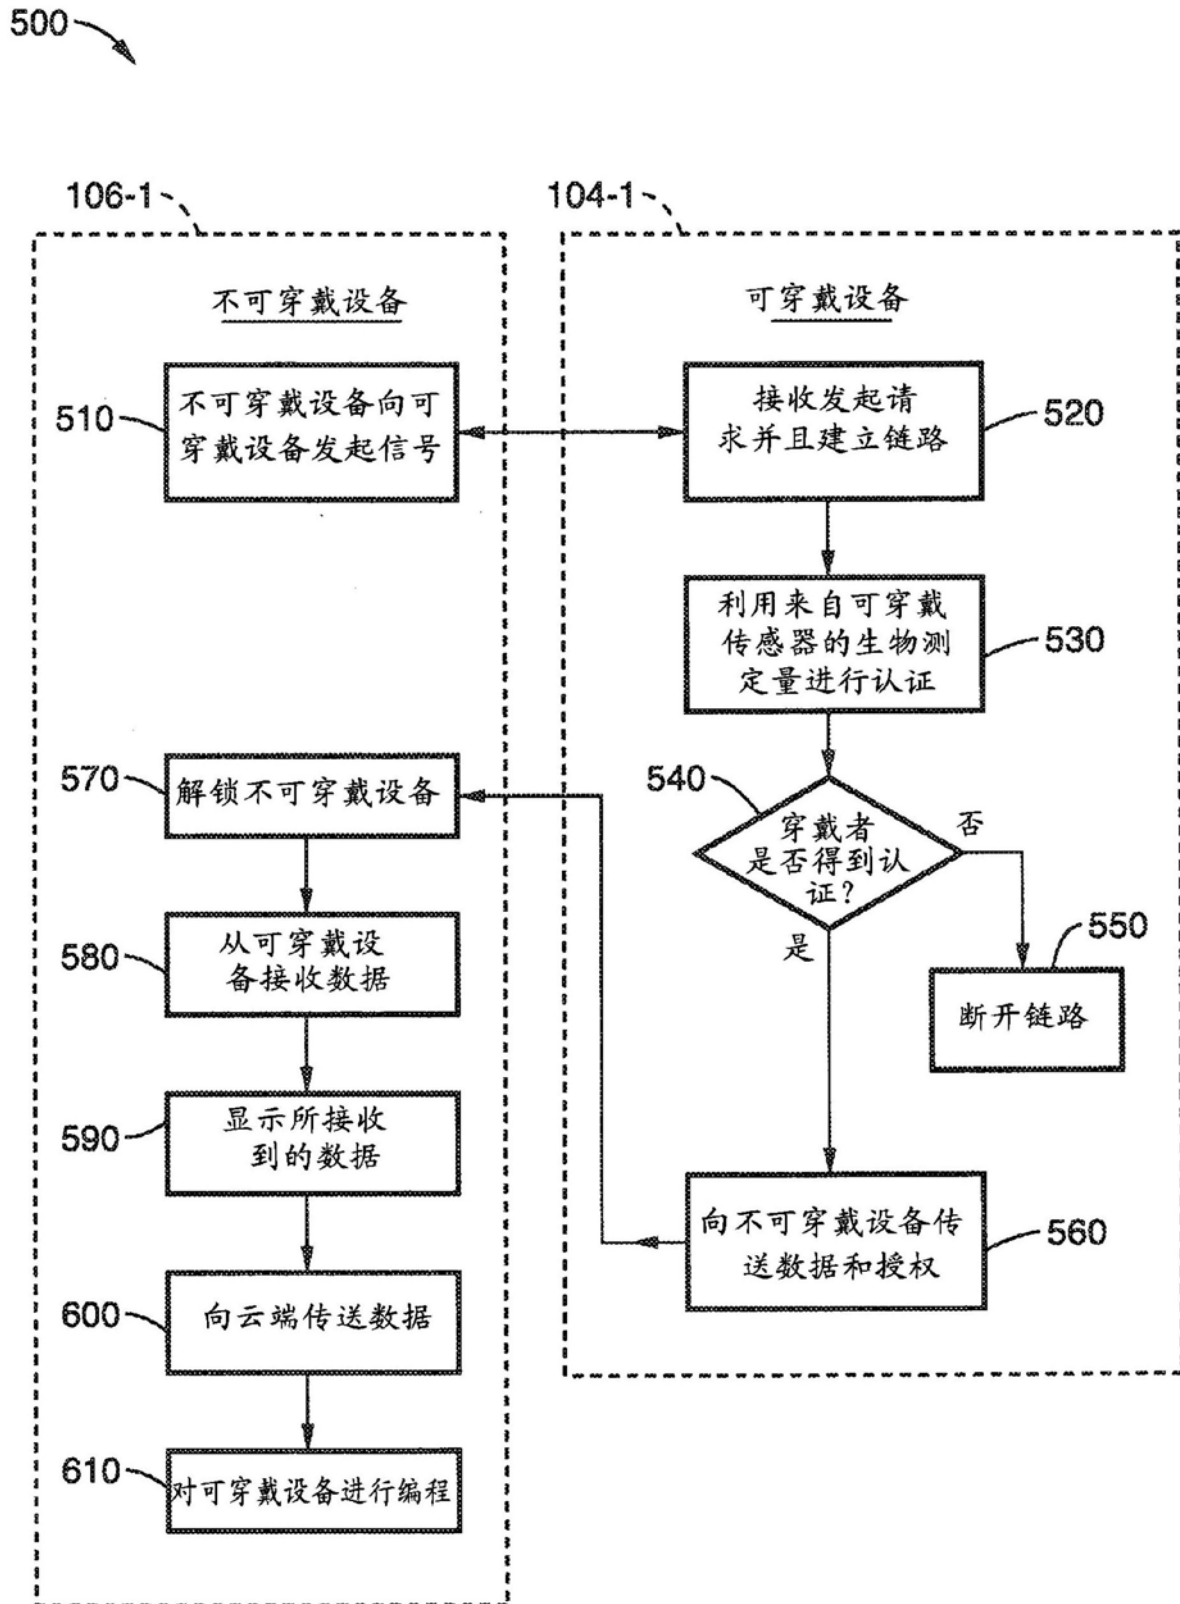 500
106-1
104-1
不可穿戴设备
可穿戴设备
510
不可穿戴设备向可
穿戴设备发起信号
接收发起请
求并且建立链路
520
利用来自可穿戴
传感器的生物测
定量进行认证
530
570
解锁不可穿戴设备
540
穿戴者
是否得到认
证?
否
是
550
断开链路
580
从可穿戴设
备接收数据
590
显示所接收
到的数据
向不可穿戴设备传
送数据和授权
560
600
向云端传送数据
610
对可穿戴设备进行编程